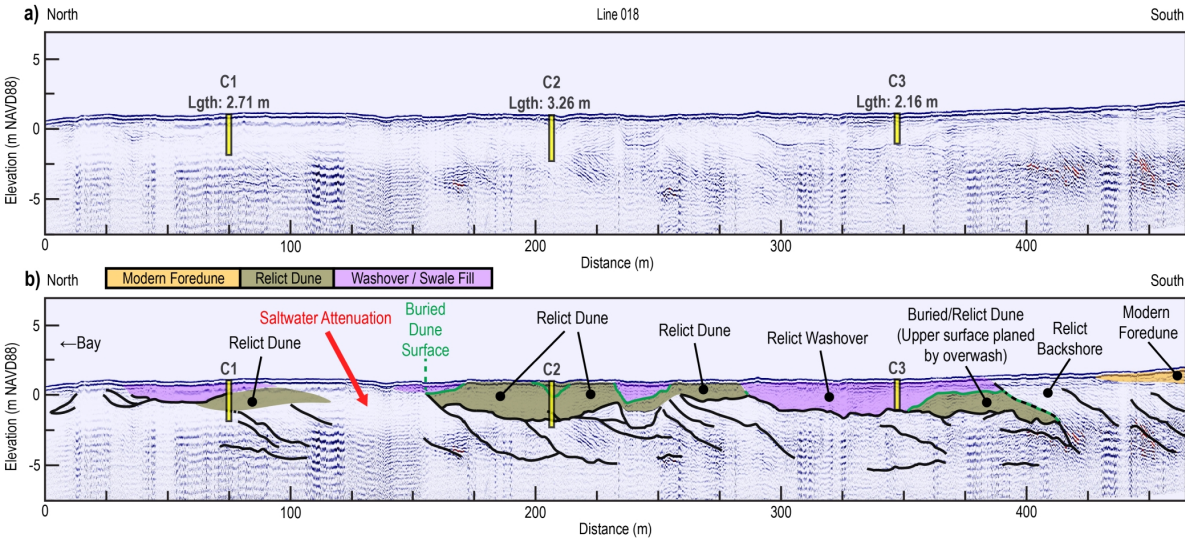 a) North Line 018 South
C1
Lgth: 2.71 m
C2
Lgth: 3.26 m
C3
Lgth: 2.16 m
Elevation (m NAVD88)
5
0
-5
0 100 200 300 400
Distance (m)
b) North South
Modern Foredune Relict Dune Washover / Swale Fill
←Bay
Saltwater Attenuation
Relict Dune
C1
Buried
Dune
Surface
Relict Dune
C2
Relict Dune
Relict Washover
C3
Buried/Relict Dune
(Upper surface planed
by overwash)
Relict
Backshore
Modern
Foredune
Elevation (m NAVD88)
5
0
-5
0 100 200 300 400
Distance (m)